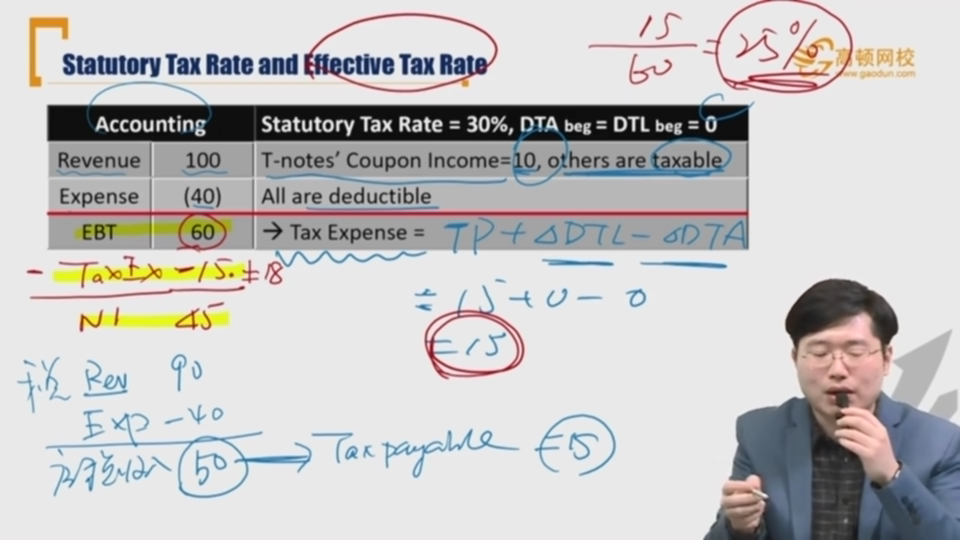 15
60 = 25%
高顿网校
www.gaodun.com
Statutory Tax Rate and Effective Tax Rate
Accounting Statutory Tax Rate = 30%, DTA beg = DTL beg = 0
Revenue 100 T-notes' Coupon Income=10, others are taxable
Expense (40) All are deductible
EBT 60 → Tax Expense = TP + ΔDTL - ΔDTA
- Tax Ex -15. ≠ 18
= 15 + 0 - 0
NI 45
= 15
税 Rev 90
Exp - 40
50 → Tax payable = 15